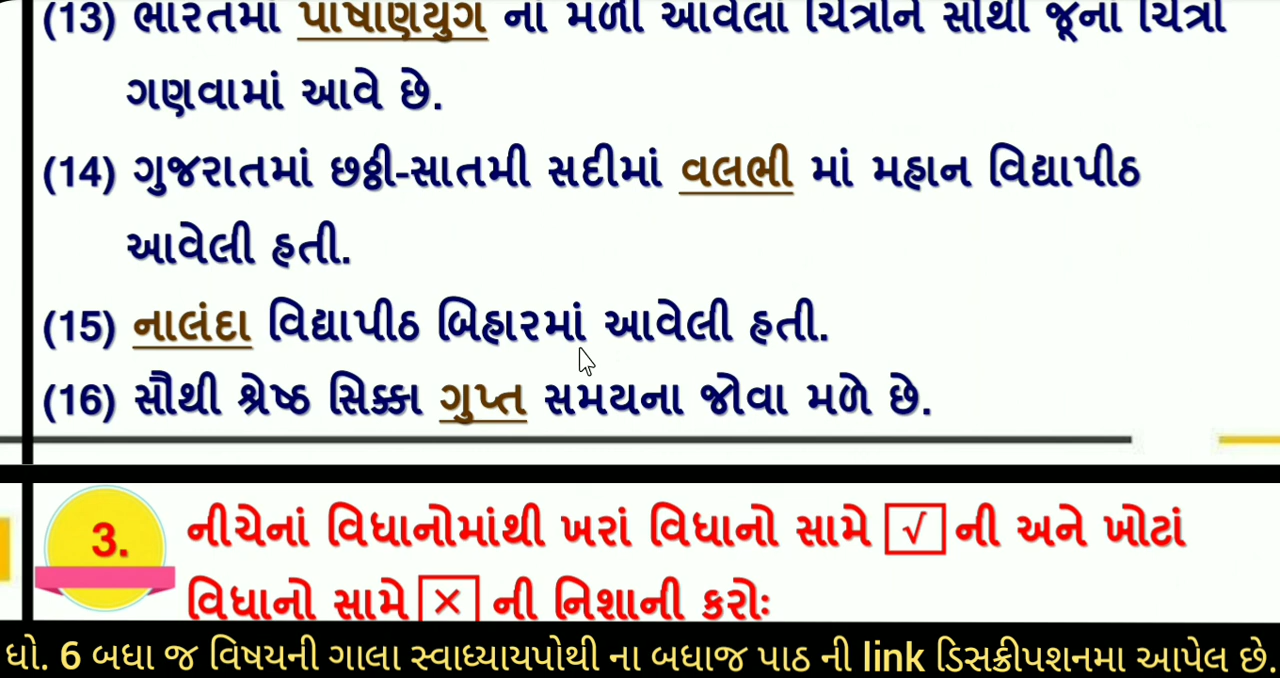 (13) ભારતમાં પાષાણયુગ નાં મળી આવેલાં ચિત્રોને સૌથી જૂનાં ચિત્રો
ગણવામાં આવે છે.
(14) ગુજરાતમાં છઠ્ઠી-સાતમી સદીમાં વલભી માં મહાન વિદ્યાપીઠ
આવેલી હતી.
(15) નાલંદા વિદ્યાપીઠ બિહારમાં આવેલી હતી.
(16) સૌથી શ્રેષ્ઠ સિક્કા ગુપ્ત સમયના જોવા મળે છે.
3. નીચેનાં વિધાનોમાંથી ખરાં વિધાનો સામે √ ની અને ખોટાં
વિધાનો સામે × ની નિશાની કરોઃ
ધો. 6 બધા જ વિષયની ગાલા સ્વાધ્યાયપોથી ના બધાજ પાઠ ની link ડિસક્રીપશનમા આપેલ છે.